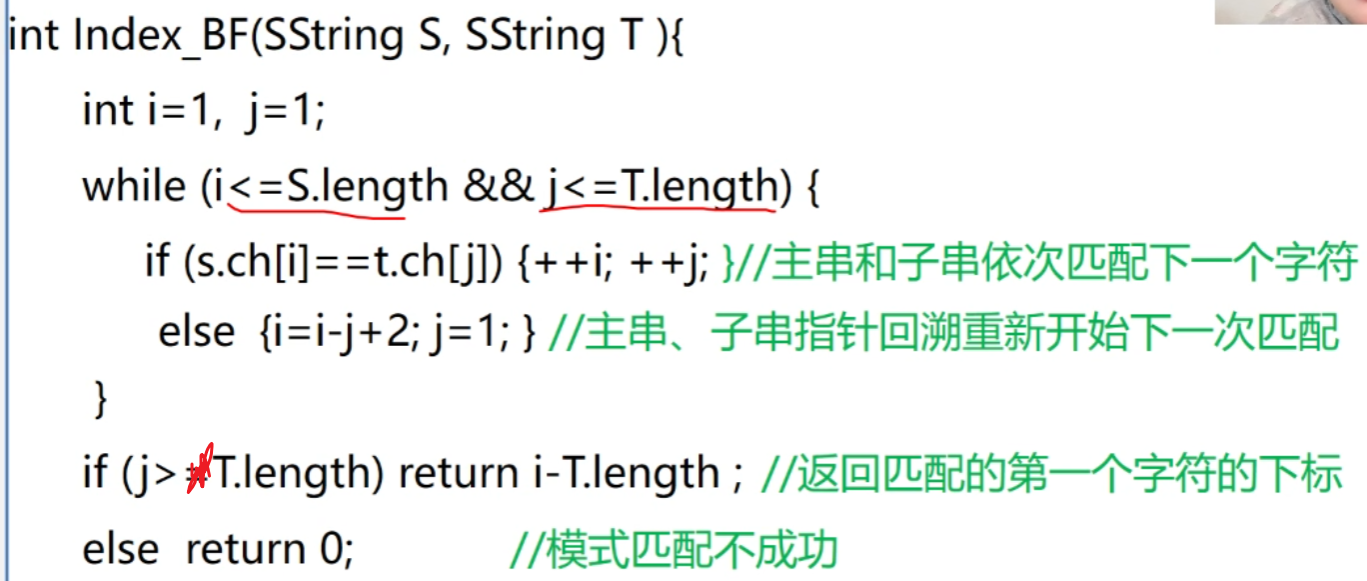 int Index_BF(SString S, SString T ){
int i=1, j=1;
while (i<=S.length && j<=T.length) {
if (s.ch[i]==t.ch[j]) {++i; ++j; }//主串和子串依次匹配下一个字符
else {i=i-j+2; j=1; } //主串、子串指针回溯重新开始下一次匹配
}
if (j>T.length) return i-T.length ; //返回匹配的第一个字符的下标
else return 0; //模式匹配不成功